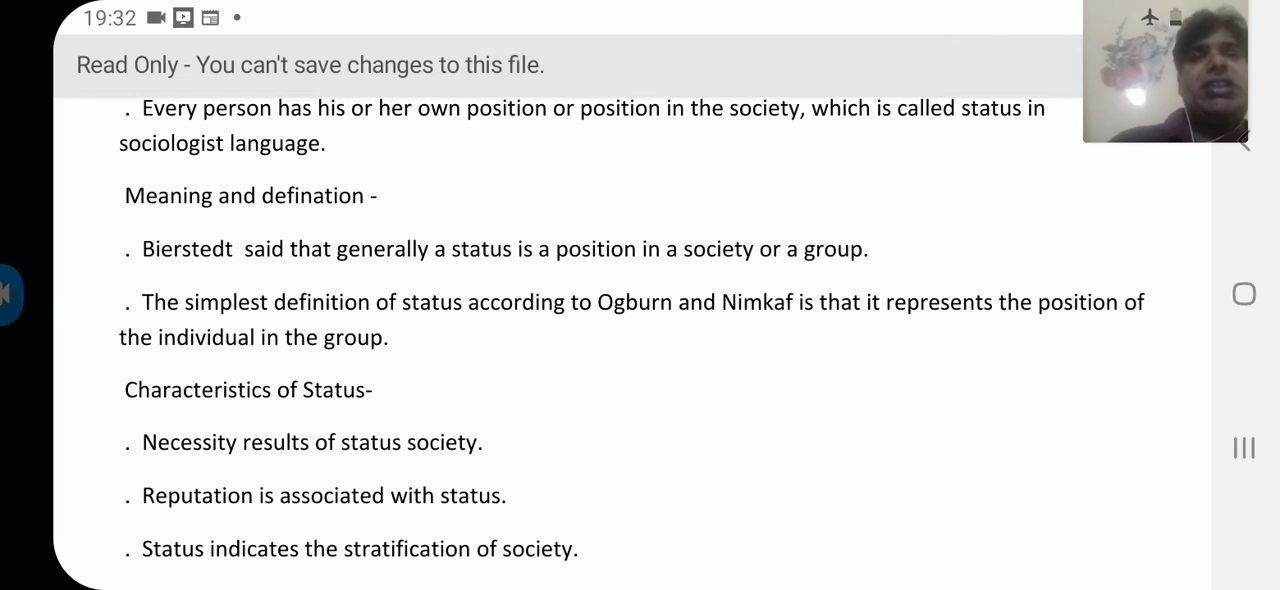 19:32
Read Only - You can't save changes to this file.
. Every person has his or her own position or position in the society, which is called status in
sociologist language.
Meaning and defination -
. Bierstedt  said that generally a status is a position in a society or a group.
. The simplest definition of status according to Ogburn and Nimkaf is that it represents the position of
the individual in the group.
Characteristics of Status-
. Necessity results of status society.
. Reputation is associated with status.
. Status indicates the stratification of society.